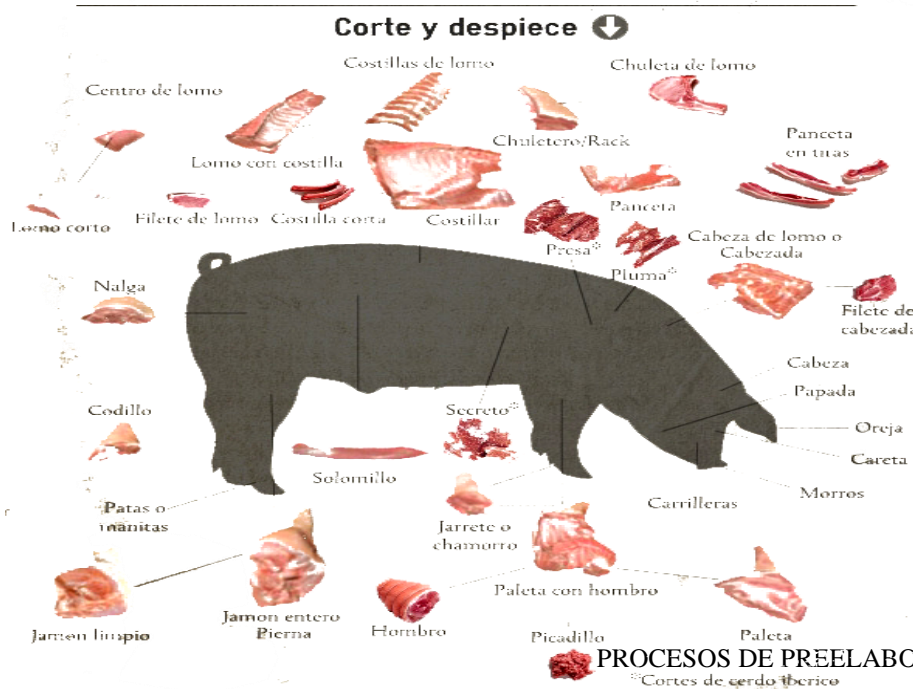 Corte y despiece
Costillas de lomo
Chuleta de lomo
Centro de lomo
Chuletero/Rack
Panceta
en tiras
Lomo con costilla
Lomo corto
Filete de lomo
Costilla corta
Costillar
Panceta
Presa*
Pluma*
Cabeza de lomo o
Cabezada
Nalga
Filete de
cabezada
Cabeza
Papada
Codillo
Secreto*
Oreja
Careta
Solomillo
Morros
Carrilleras
Patas o
manitas
Jarrete o
chamorro
Paleta con hombro
Jamon limpio
Jamon entero
Pierna
Hombro
Picadillo
Paleta
PROCESOS DE PREELABO
*Cortes de cerdo iberico